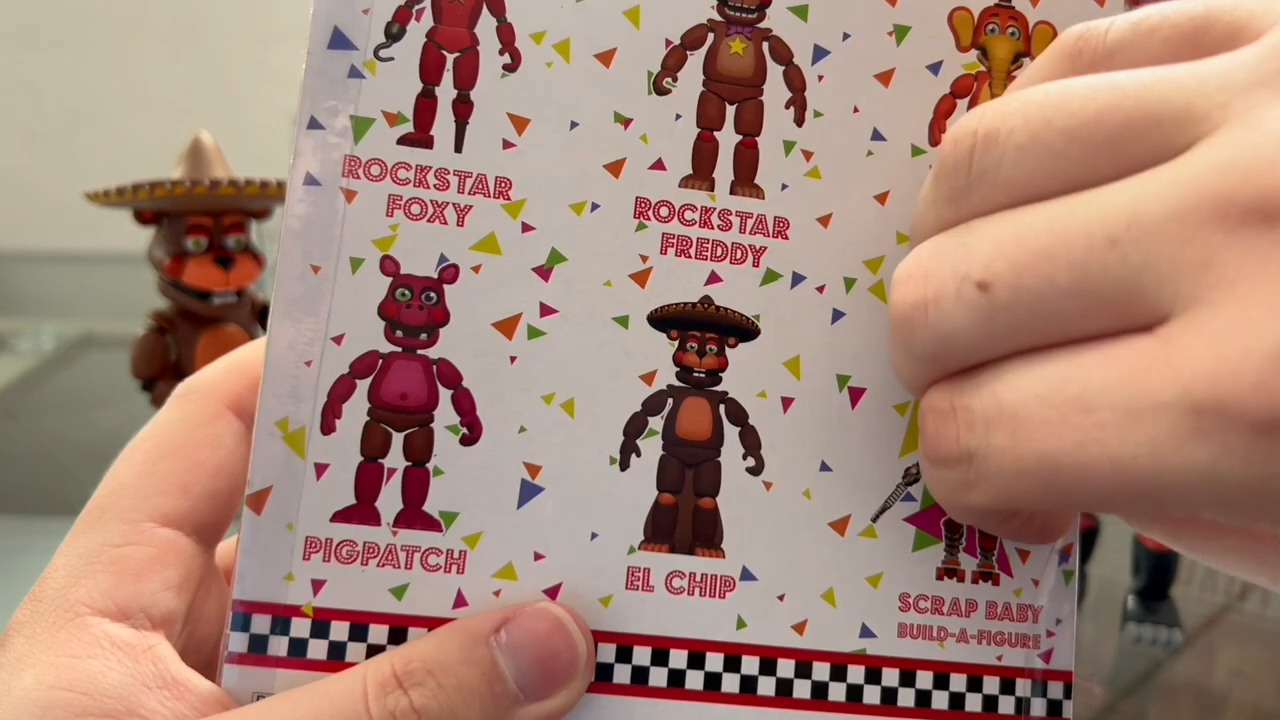 ROCKSTAR
FOXY
ROCKSTAR
FREDDY
PIGPATCH
EL CHIP
SCRAP BABY
BUILD-A-FIGURE